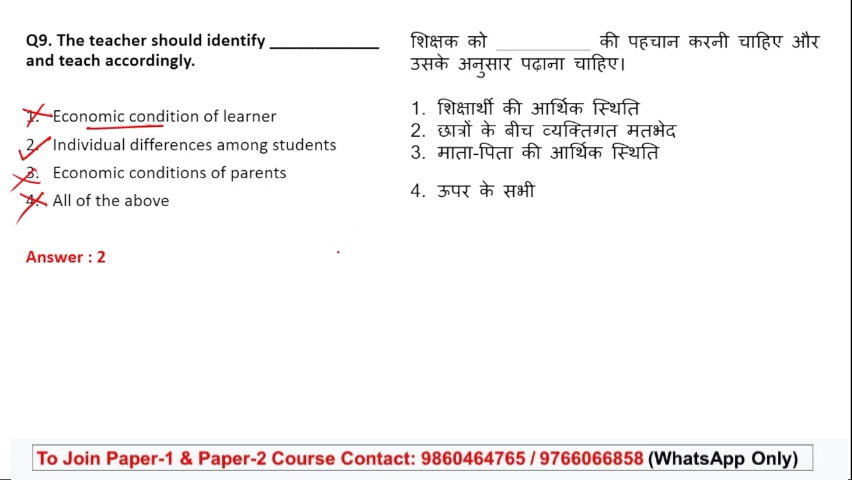 Q9. The teacher should identify ____________
and teach accordingly.
1. Economic condition of learner
2. Individual differences among students
3. Economic conditions of parents
4. All of the above
Answer : 2
शिक्षक को ____________ की पहचान करनी चाहिए और
उसके अनुसार पढ़ाना चाहिए।
1. शिक्षार्थी की आर्थिक स्थिति
2. छात्रों के बीच व्यक्तिगत मतभेद
3. माता-पिता की आर्थिक स्थिति
4. ऊपर के सभी
To Join Paper-1 & Paper-2 Course Contact: 9860464765 / 9766066858 (WhatsApp Only)